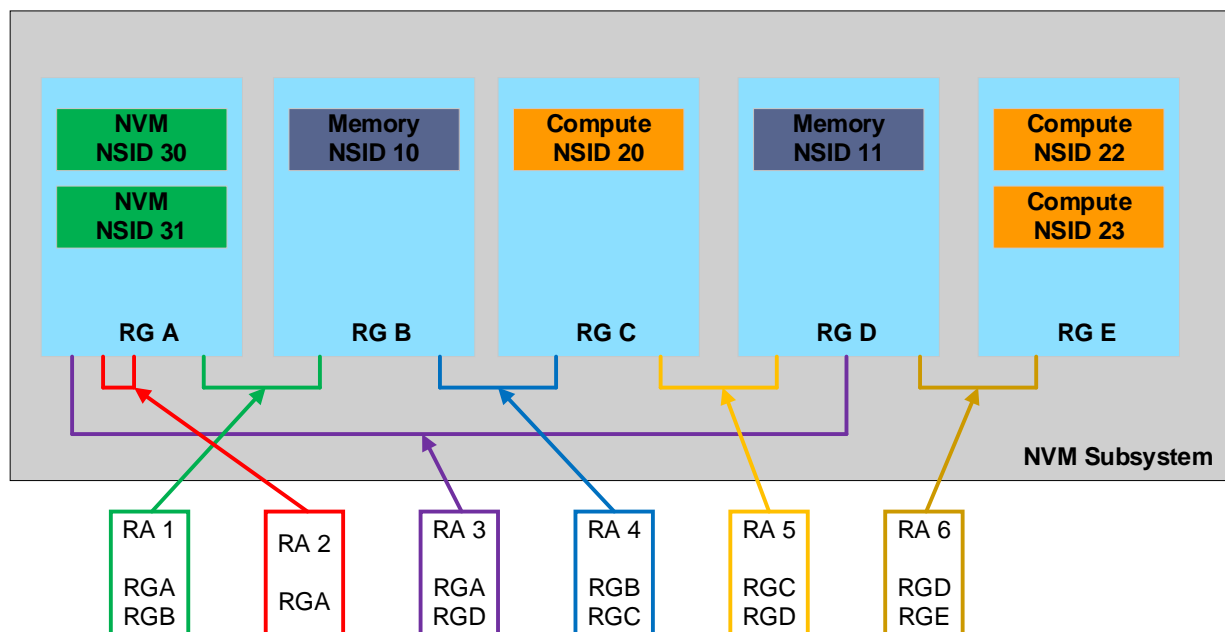 NVM
NSID 30
NVM
NSID 31
RG A
Memory
NSID 10
RG B
Compute
NSID 20
RG C
Memory
NSID 11
RG D
Compute
NSID 22
Compute
NSID 23
RG E
NVM Subsystem
RA 1
RGA
RGB
RA 2
RGA
RA 3
RGA
RGD
RA 4
RGB
RGC
RA 5
RGC
RGD
RA 6
RGD
RGE